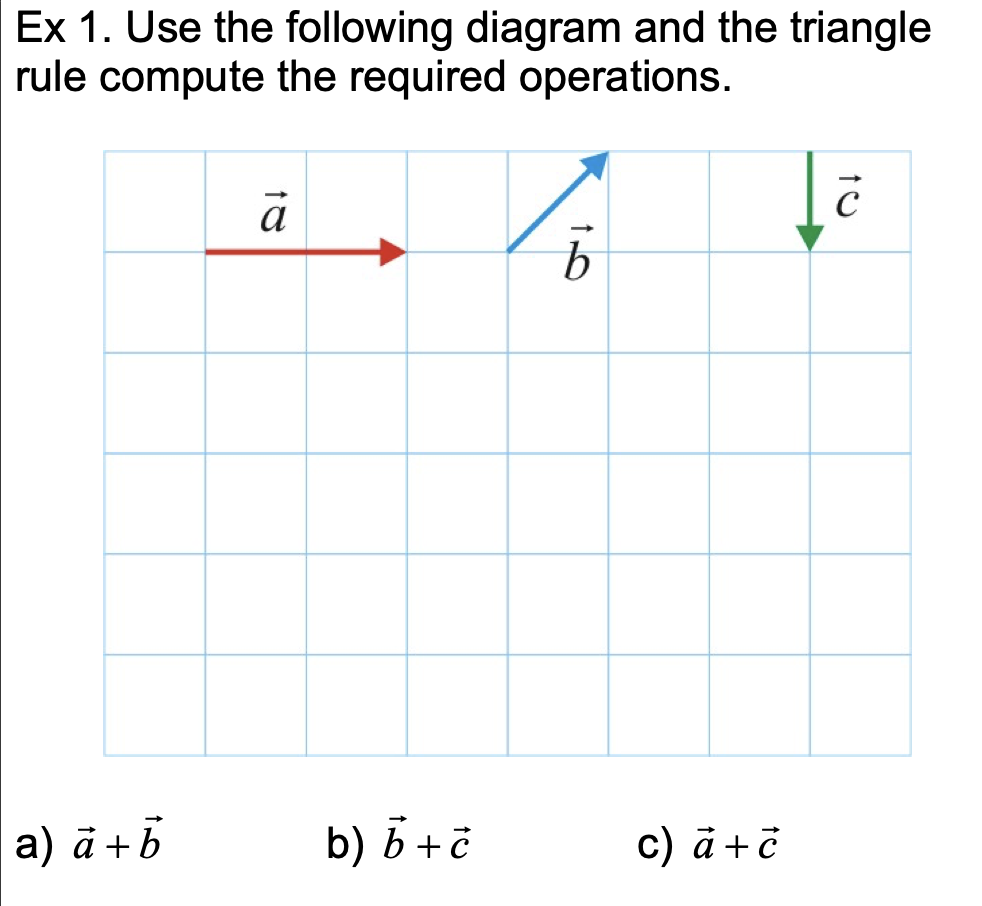 Ex 1. Use the following diagram and the triangle
rule compute the required operations.
a⃗
b⃗
c⃗
a) a⃗ + b⃗ b) b⃗ + c⃗ c) a⃗ + c⃗